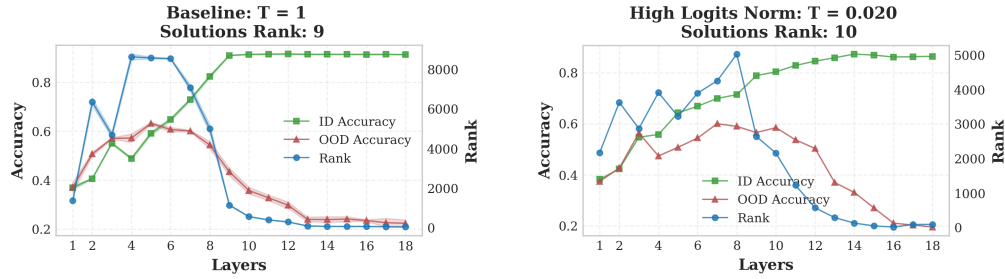 Baseline: T = 1
Solutions Rank: 9
Accuracy
0.8
0.6
0.4
0.2
8000
6000
4000
2000
0
Rank
ID Accuracy
OOD Accuracy
Rank
1 2 4 6 8 10 12 14 16 18
Layers
High Logits Norm: T = 0.020
Solutions Rank: 10
Accuracy
0.8
0.6
0.4
0.2
5000
4000
3000
2000
1000
0
Rank
ID Accuracy
OOD Accuracy
Rank
1 2 4 6 8 10 12 14 16 18
Layers